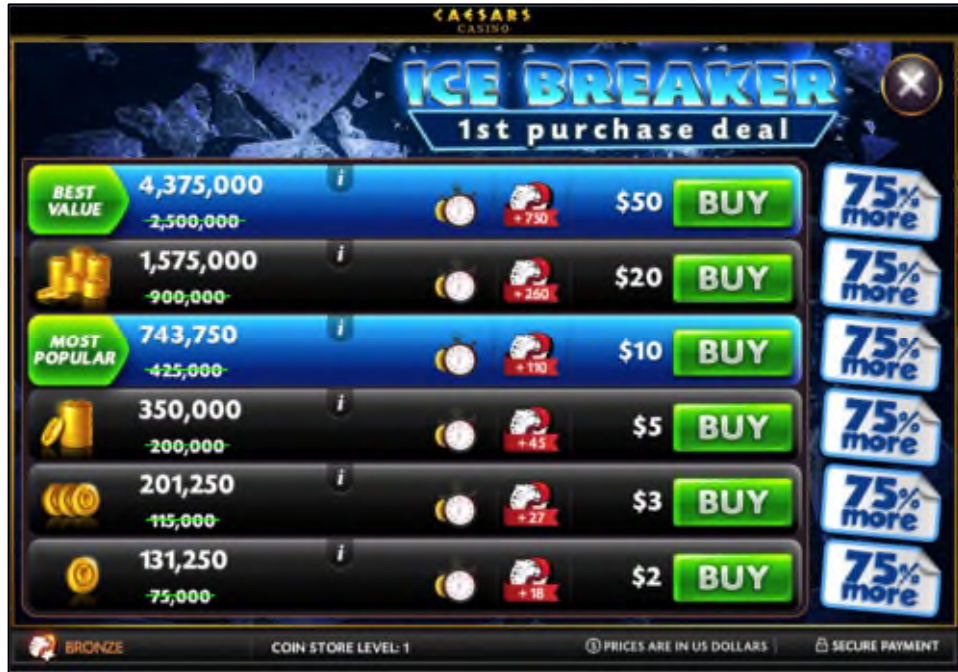 CAESARS
CASINO
ICE BREAKER
1st purchase deal
BEST
VALUE
4,375,000
2,500,000
i
+750
$50
BUY
75%
more
1,575,000
900,000
i
+260
$20
BUY
75%
more
MOST
POPULAR
743,750
425,000
i
+110
$10
BUY
75%
more
350,000
200,000
i
+45
$5
BUY
75%
more
201,250
115,000
i
+27
$3
BUY
75%
more
131,250
75,000
i
+18
$2
BUY
75%
more
BRONZE
COIN STORE LEVEL: 1
PRICES ARE IN US DOLLARS
SECURE PAYMENT